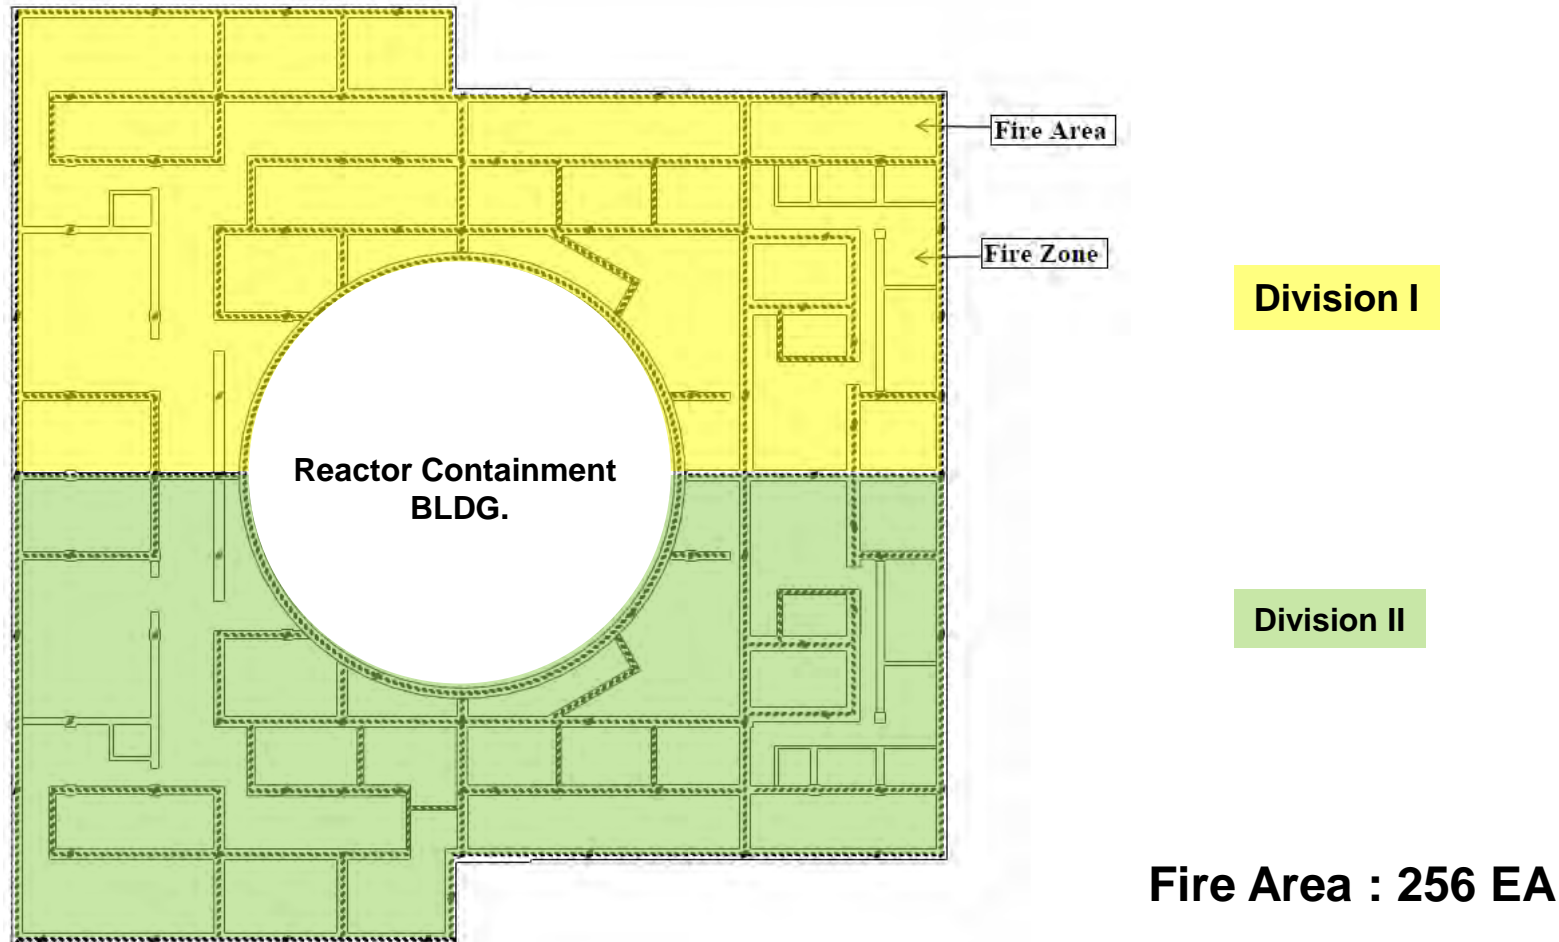 Fire Area
Fire Zone
Division I
Reactor Containment
BLDG.
Division II
Fire Area : 256 EA